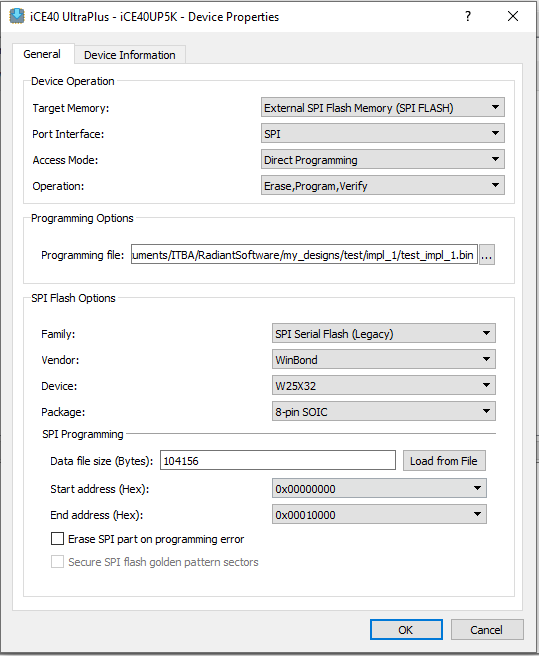 iCE40 UltraPlus - iCE40UP5K - Device Properties ? ×
General Device Information
Device Operation
Target Memory: External SPI Flash Memory (SPI FLASH)
Port Interface: SPI
Access Mode: Direct Programming
Operation: Erase,Program,Verify
Programming Options
Programming file: uments/ITBA/RadiantSoftware/my_designs/test/impl_1/test_impl_1.bin ...
SPI Flash Options
Family: SPI Serial Flash (Legacy)
Vendor: WinBond
Device: W25X32
Package: 8-pin SOIC
SPI Programming
Data file size (Bytes): 104156 Load from File
Start address (Hex): 0x00000000
End address (Hex): 0x00010000
Erase SPI part on programming error
Secure SPI flash golden pattern sectors
OK Cancel